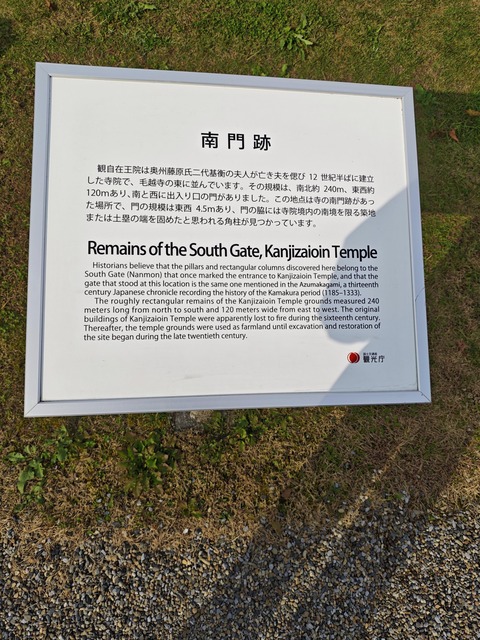 南門跡
観自在王院は奥州藤原氏二代基衡の夫人が亡き夫を偲び 12 世紀半ばに建立
した寺院で、毛越寺の東に並んでいます。その規模は、南北約 240m、東西約
120mあり、南と西に出入り口の門がありました。この地点は寺の南門跡があっ
た場所で、門の規模は東西 4.5mあり、門の脇には寺院境内の南境を限る築地
または土塁の端を固めたと思われる角柱が見つかっています。
Remains of the South Gate, Kanjizaioin Temple
Historians believe that the pillars and rectangular columns discovered here belong to the
South Gate (Nanmon) that once marked the entrance to Kanjizaioin Temple, and that the
gate that stood at this location is the same one mentioned in the Azumakagami, a thirteenth
century Japanese chronicle recording the history of the Kamakura period (1185–1333).
The roughly rectangular remains of the Kanjizaioin Temple grounds measured 240
meters long from north to south and 120 meters wide from east to west. The original
buildings of Kanjizaioin Temple were apparently lost to fire during the sixteenth century.
Thereafter, the temple grounds were used as farmland until excavation and restoration of
the site began during the late twentieth century.
観光庁